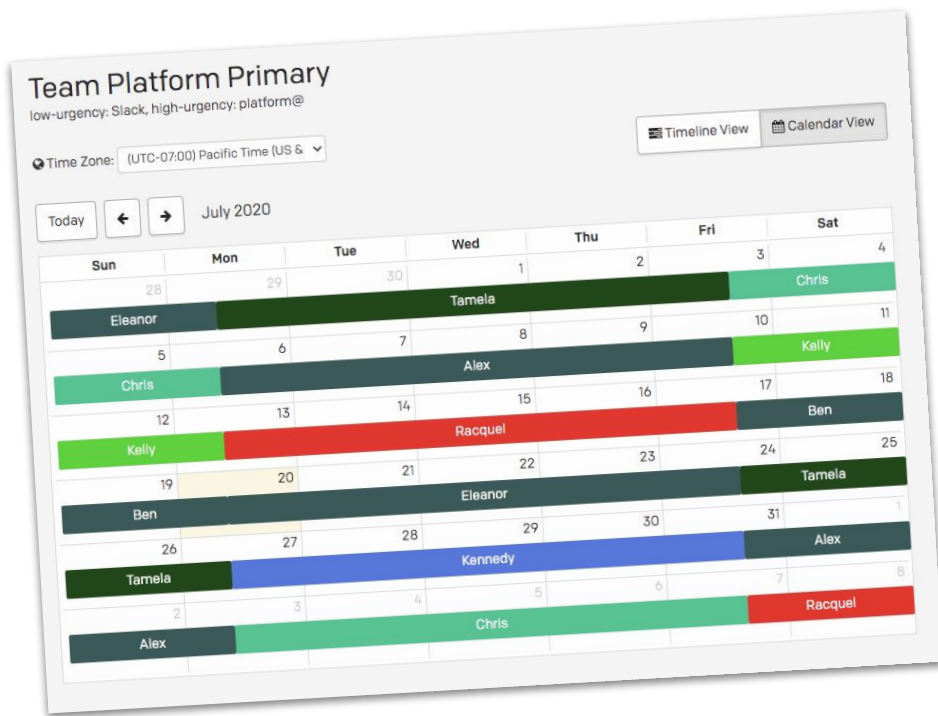 Team Platform Primary
low-urgency: Slack, high-urgency: platform@
Time Zone: (UTC-07:00) Pacific Time (US &
Timeline View Calendar View
Today July 2020
Sun Mon Tue Wed Thu Fri Sat
28 29 30 1 2 3 4
Eleanor Tamela Chris
5 6 7 8 9 10 11
Chris Alex Kelly
12 13 14 15 16 17 18
Kelly Racquel Ben
19 20 21 22 23 24 25
Ben Eleanor Tamela
26 27 28 29 30 31 1
Tamela Kennedy Alex
2 3 4 5 6 7 8
Alex Chris Racquel